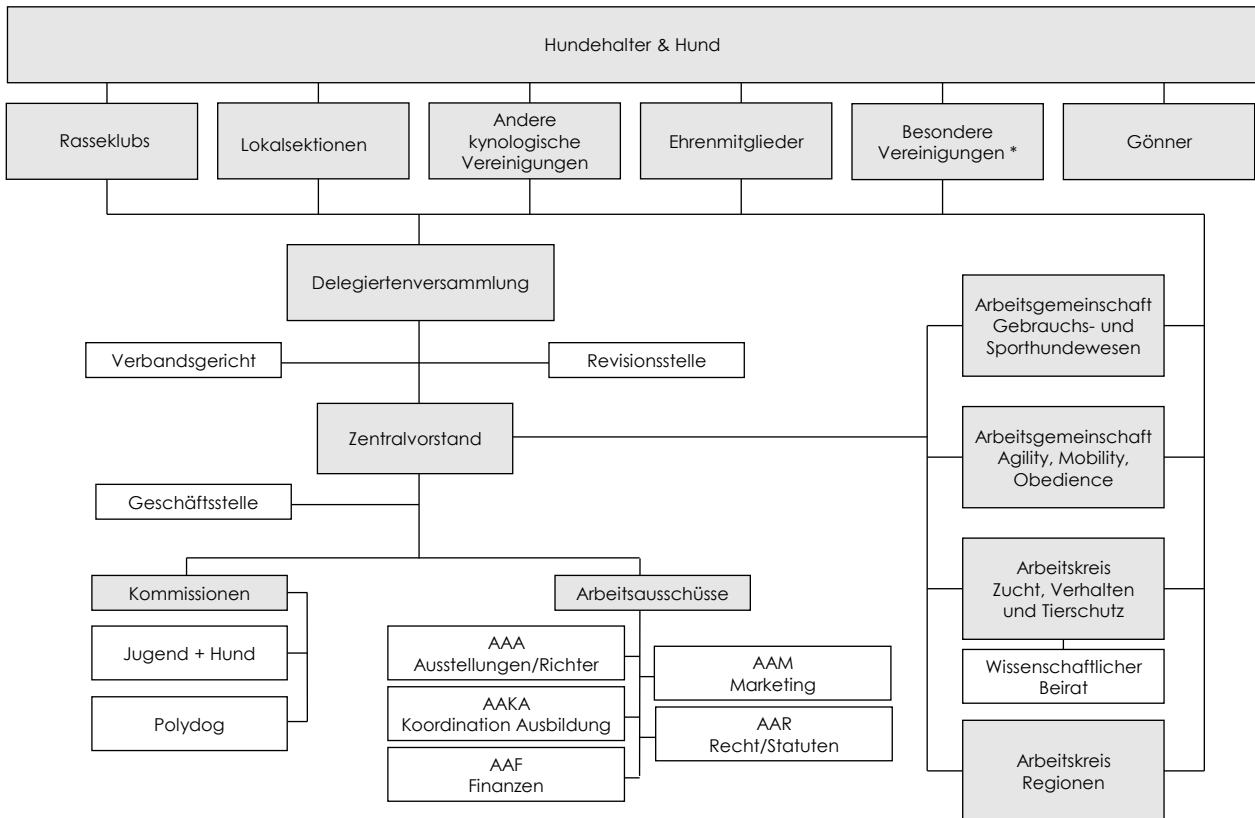 Hundehalter & Hund
Rasseklubs
Lokalsektionen
Andere
kynologische
Vereinigungen
Ehrenmitglieder
Besondere
Vereinigungen *
Gönner
Delegiertenversammlung
Verbandsgericht
Revisionsstelle
Zentralvorstand
Geschäftsstelle
Kommissionen
Jugend + Hund
Polydog
Arbeitsausschüsse
AAA
Ausstellungen/Richter
AAKA
Koordination Ausbildung
AAF
Finanzen
AAM
Marketing
AAR
Recht/Statuten
Arbeitsgemeinschaft
Gebrauchs- und
Sporthundewesen
Arbeitsgemeinschaft
Agility, Mobility,
Obedience
Arbeitskreis
Zucht, Verhalten
und Tierschutz
Wissenschaftlicher
Beirat
Arbeitskreis
Regionen